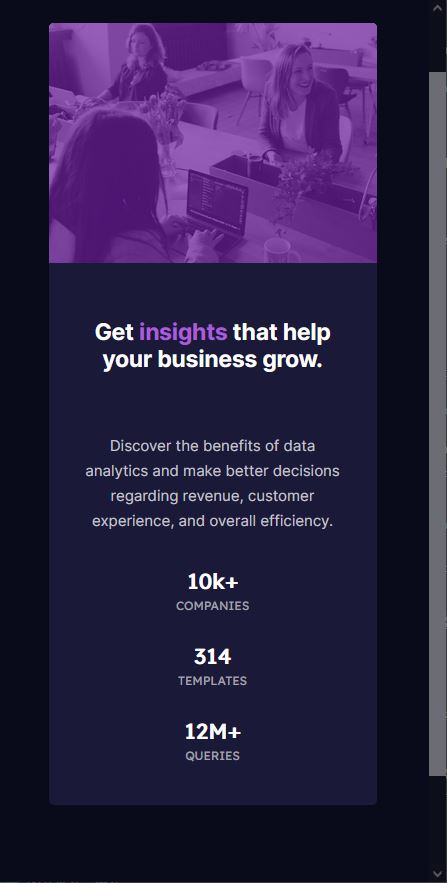 Get insights that help
your business grow.
Discover the benefits of data
analytics and make better decisions
regarding revenue, customer
experience, and overall efficiency.
10k+
COMPANIES
314
TEMPLATES
12M+
QUERIES